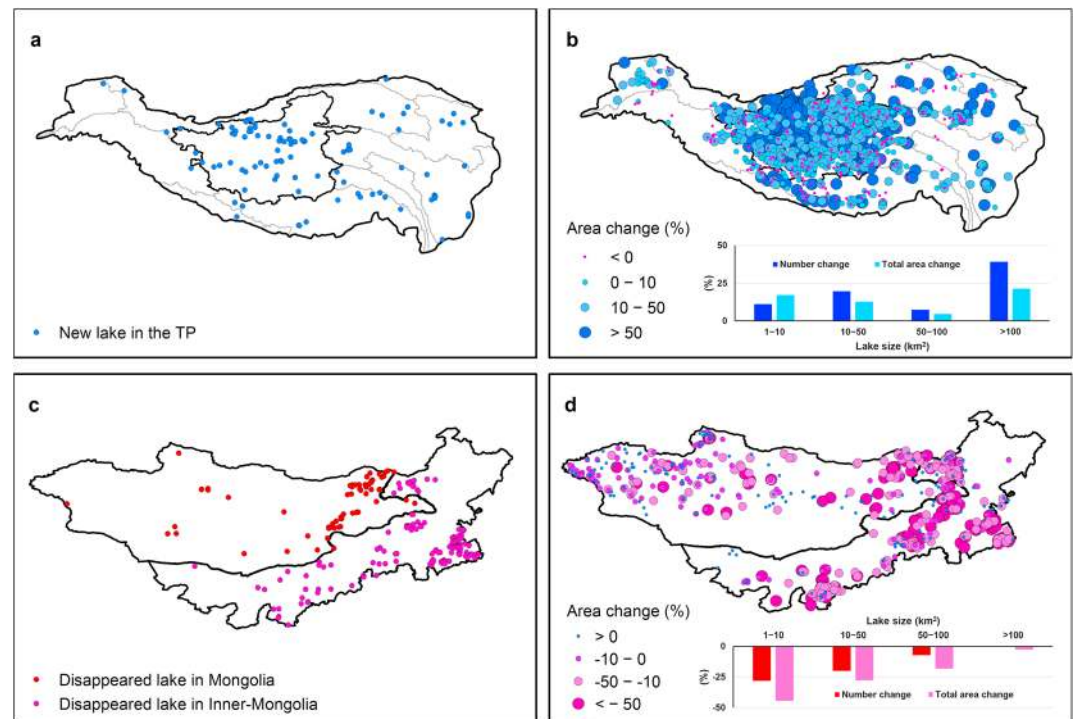 a
New lake in the TP
b
Area change (%)
< 0
0 – 10
10 – 50
> 50
50
25
0
(%)
Number change
Total area change
1–10
10–50
50–100
>100
Lake size (km²)
c
Disappeared lake in Mongolia
Disappeared lake in Inner-Mongolia
d
Area change (%)
> 0
-10 – 0
-50 – -10
< – 50
Lake size (km²)
1–10
10–50
50–100
>100
0
-25
-50
(%)
Number change
Total area change